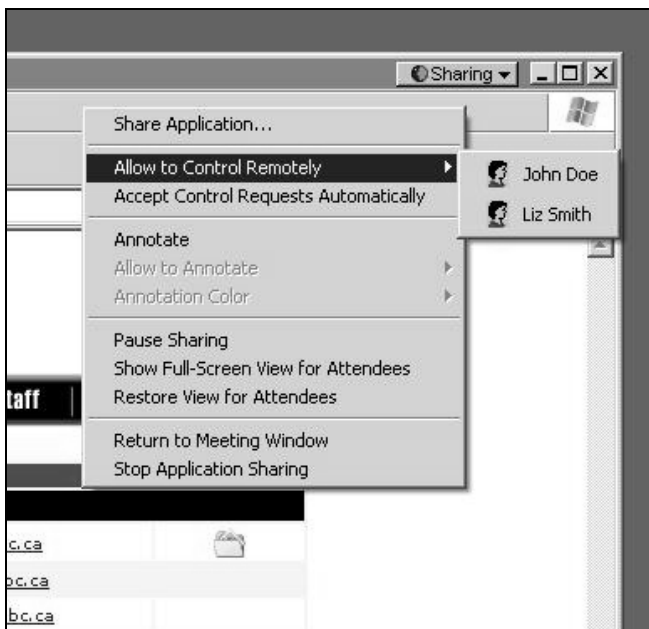 Sharing
Share Application...
Allow to Control Remotely
John Doe
Accept Control Requests Automatically
Liz Smith
Annotate
Allow to Annotate
Annotation Color
Pause Sharing
Show Full-Screen View for Attendees
Restore View for Attendees
taff
Return to Meeting Window
Stop Application Sharing
c.ca
bc.ca
bc.ca